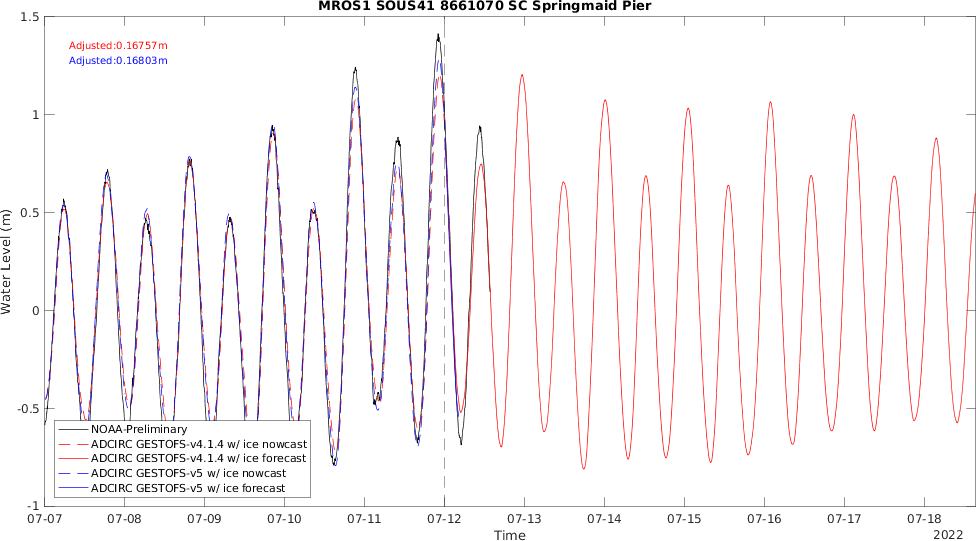 MROS1 SOUS41 8661070 SC Springmaid Pier
1.5
1
0.5
0
-0.5
-1
Water Level (m)
Adjusted:0.16757m
Adjusted:0.16803m
NOAA-Preliminary
ADCIRC GESTOFS-v4.1.4 w/ ice nowcast
ADCIRC GESTOFS-v4.1.4 w/ ice forecast
ADCIRC GESTOFS-v5 w/ ice nowcast
ADCIRC GESTOFS-v5 w/ ice forecast
07-07 07-08 07-09 07-10 07-11 07-12 07-13 07-14 07-15 07-16 07-17 07-18
Time
2022